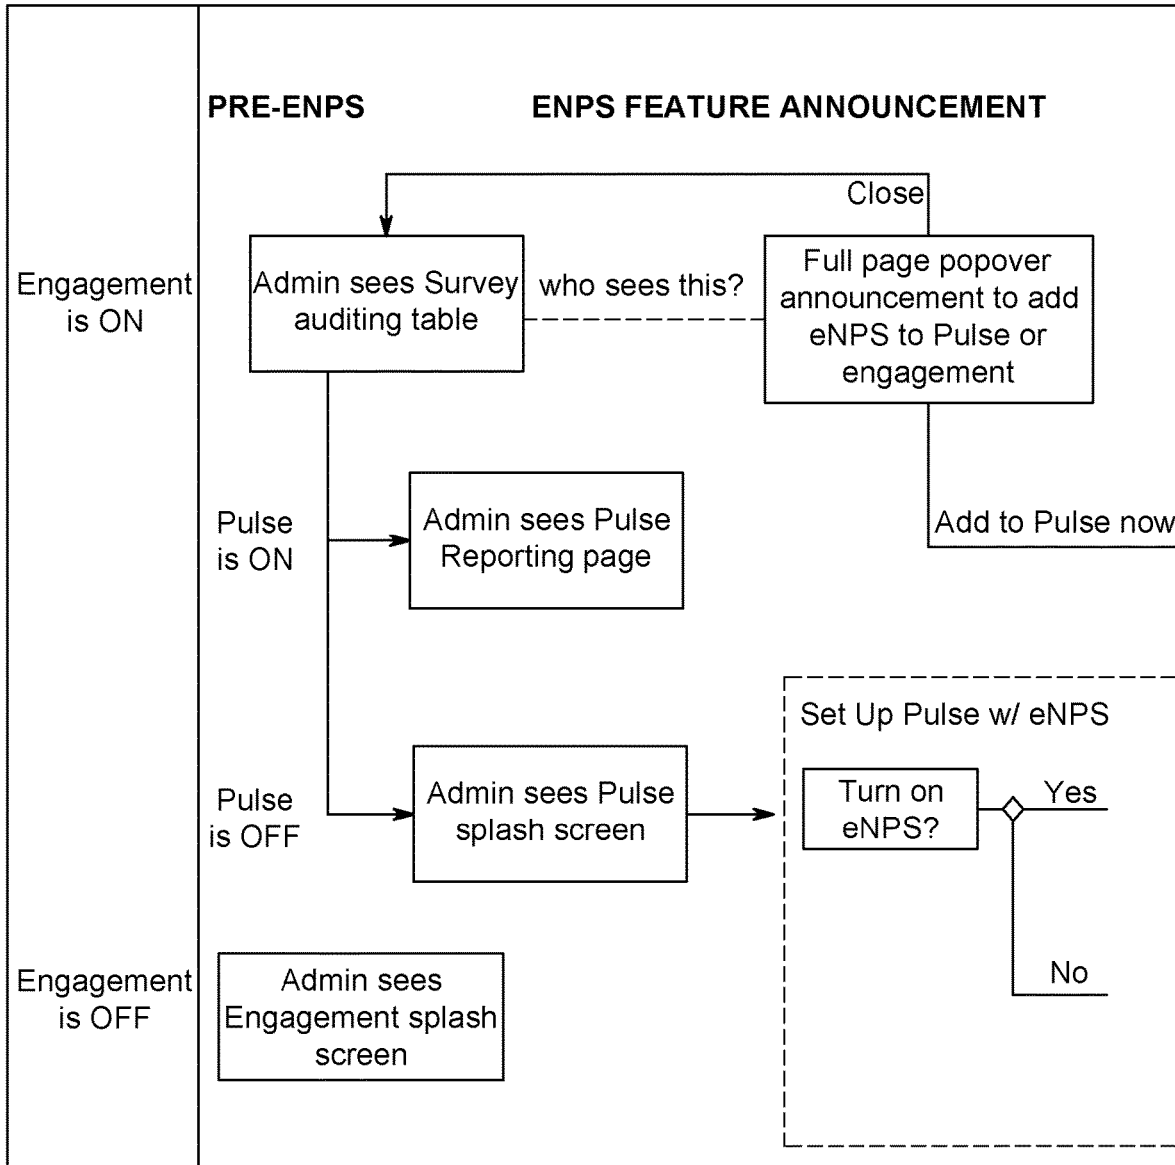 PRE-ENPS
ENPS FEATURE ANNOUNCEMENT
Close
Engagement
is ON
Admin sees Survey
auditing table
who sees this?
Full page popover
announcement to add
eNPS to Pulse or
engagement
Pulse
is ON
Admin sees Pulse
Reporting page
Add to Pulse now
Set Up Pulse w/ eNPS
Pulse
is OFF
Admin sees Pulse
splash screen
Turn on
eNPS?
Yes
No
Engagement
is OFF
Admin sees
Engagement splash
screen